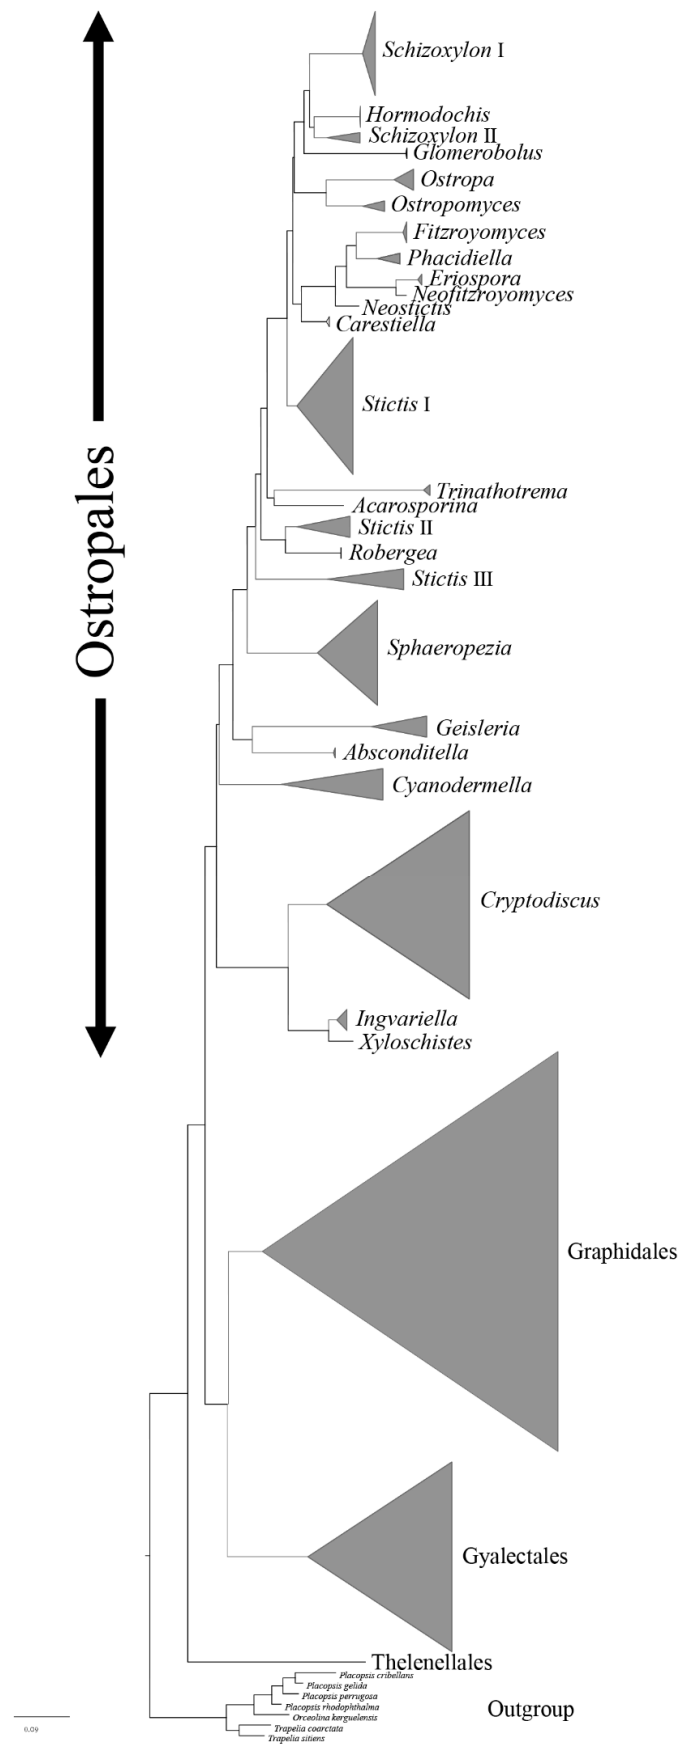 Ostropales
Schizoxylon I
Hormodochis
Schizoxylon II
Glomerobolus
Ostropa
Ostropomyces
Fitzroyomyces
Phacidiella
Eriospora
Neofitzroyomyces
Neostictis
Carestiella
Stictis I
Trinathotrema
Acarosporina
Stictis II
Robergea
Stictis III
Sphaeropezia
Geisleria
Absconditella
Cyanodermella
Cryptodiscus
Ingvariella
Xyloschistes
Graphidales
Gyalectales
Thelenellales
Placopsis cribellans
Placopsis gelida
Placopsis perrugosa
Placopsis rhodophthalma
Orceolina kerguelensis
Trapelia coarctata
Trapelia sitiens
Outgroup
0.09